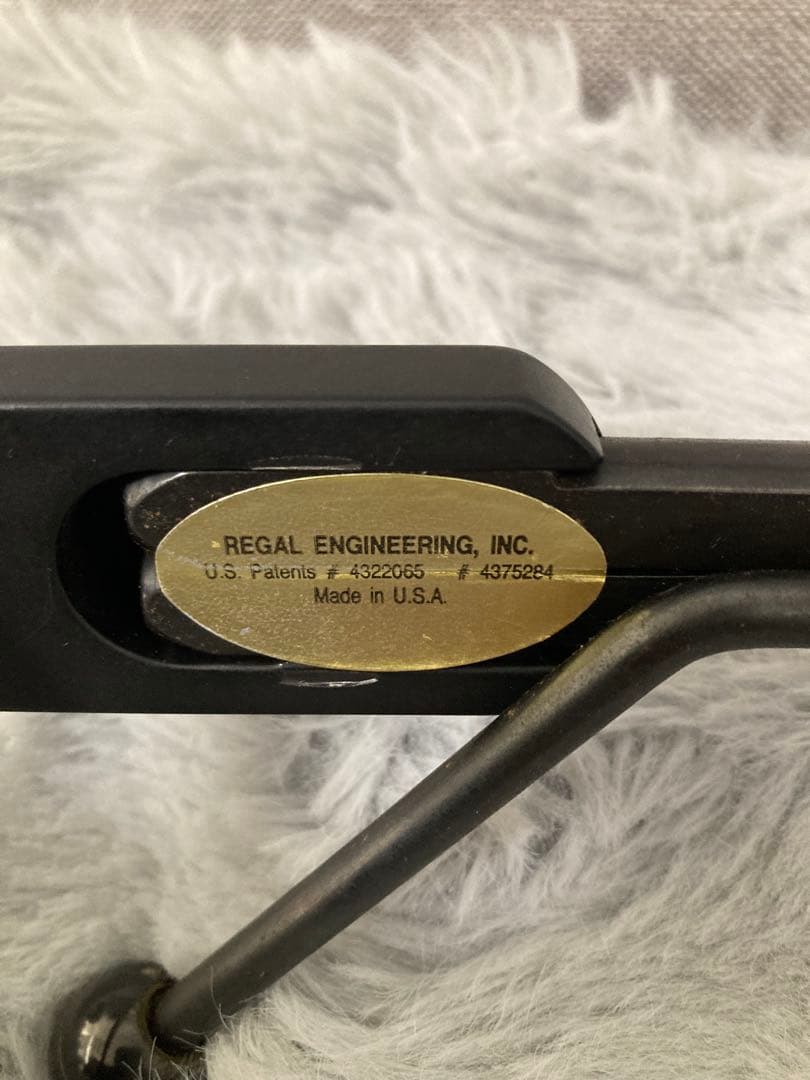 REGAL ENGINEERING, INC.
U.S. Patents # 4322065 # 4375284
Made in U.S.A.